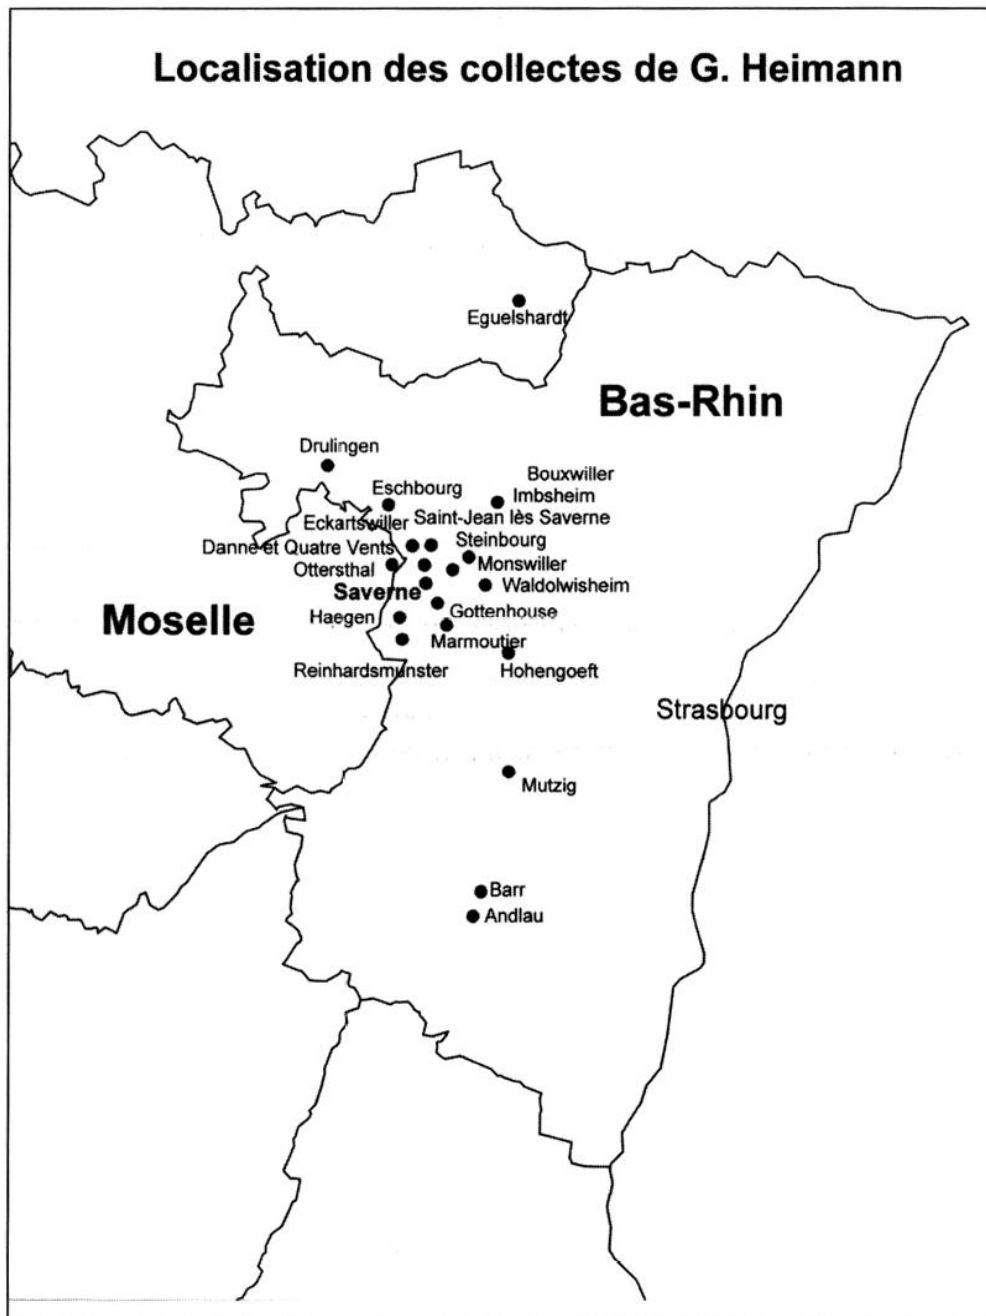 Localisation des collectes de G. Heimann
Eguelshardt
Bas-Rhin
Drulingen
Bouxwiller
Eschbourg
Imbsheim
Eckartswiller
Saint-Jean lès Saverne
Danne et Quatre Vents
Steinbourg
Ottersthal
Monswiller
Saverne
Waldolwisheim
Moselle
Haegen
Gottenhouse
Marmoutier
Reinhardsmunster
Hohengoeft
Strasbourg
Mutzig
Barr
Andlau